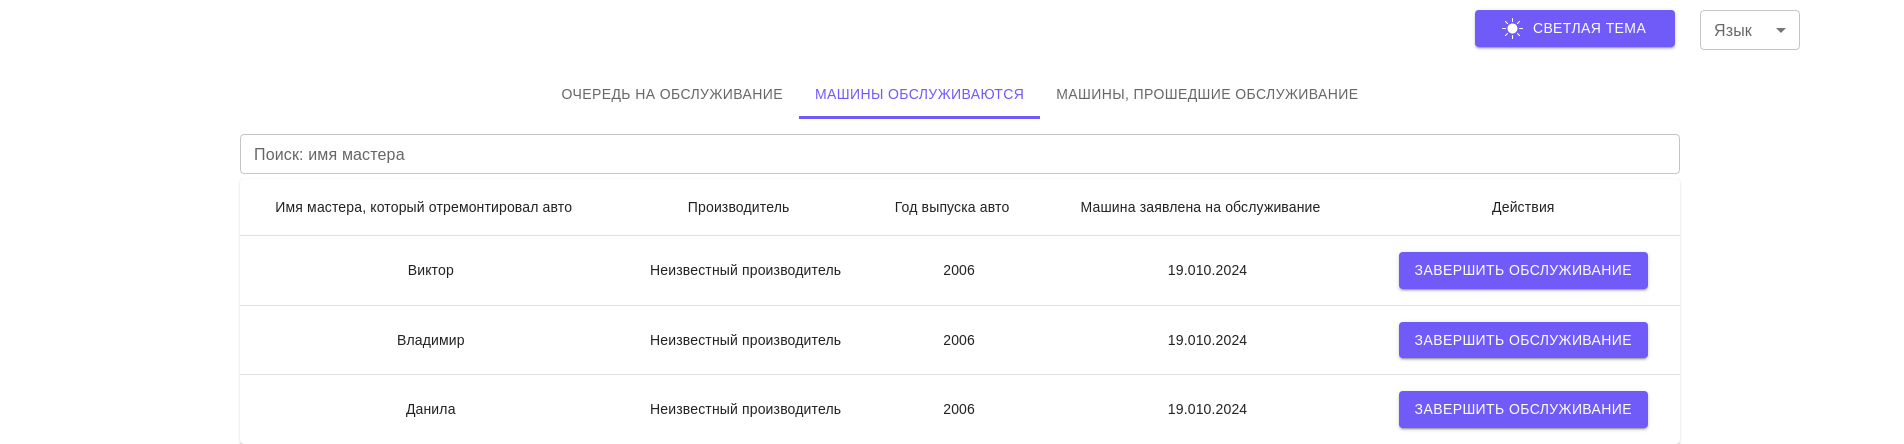 СВЕТЛАЯ ТЕМА Язык
ОЧЕРЕДЬ НА ОБСЛУЖИВАНИЕ МАШИНЫ ОБСЛУЖИВАЮТСЯ МАШИНЫ, ПРОШЕДШИЕ ОБСЛУЖИВАНИЕ
Поиск: имя мастера
Имя мастера, который отремонтировал авто Производитель Год выпуска авто Машина заявлена на обслуживание Действия
Виктор Неизвестный производитель 2006 19.010.2024 ЗАВЕРШИТЬ ОБСЛУЖИВАНИЕ
Владимир Неизвестный производитель 2006 19.010.2024 ЗАВЕРШИТЬ ОБСЛУЖИВАНИЕ
Данила Неизвестный производитель 2006 19.010.2024 ЗАВЕРШИТЬ ОБСЛУЖИВАНИЕ